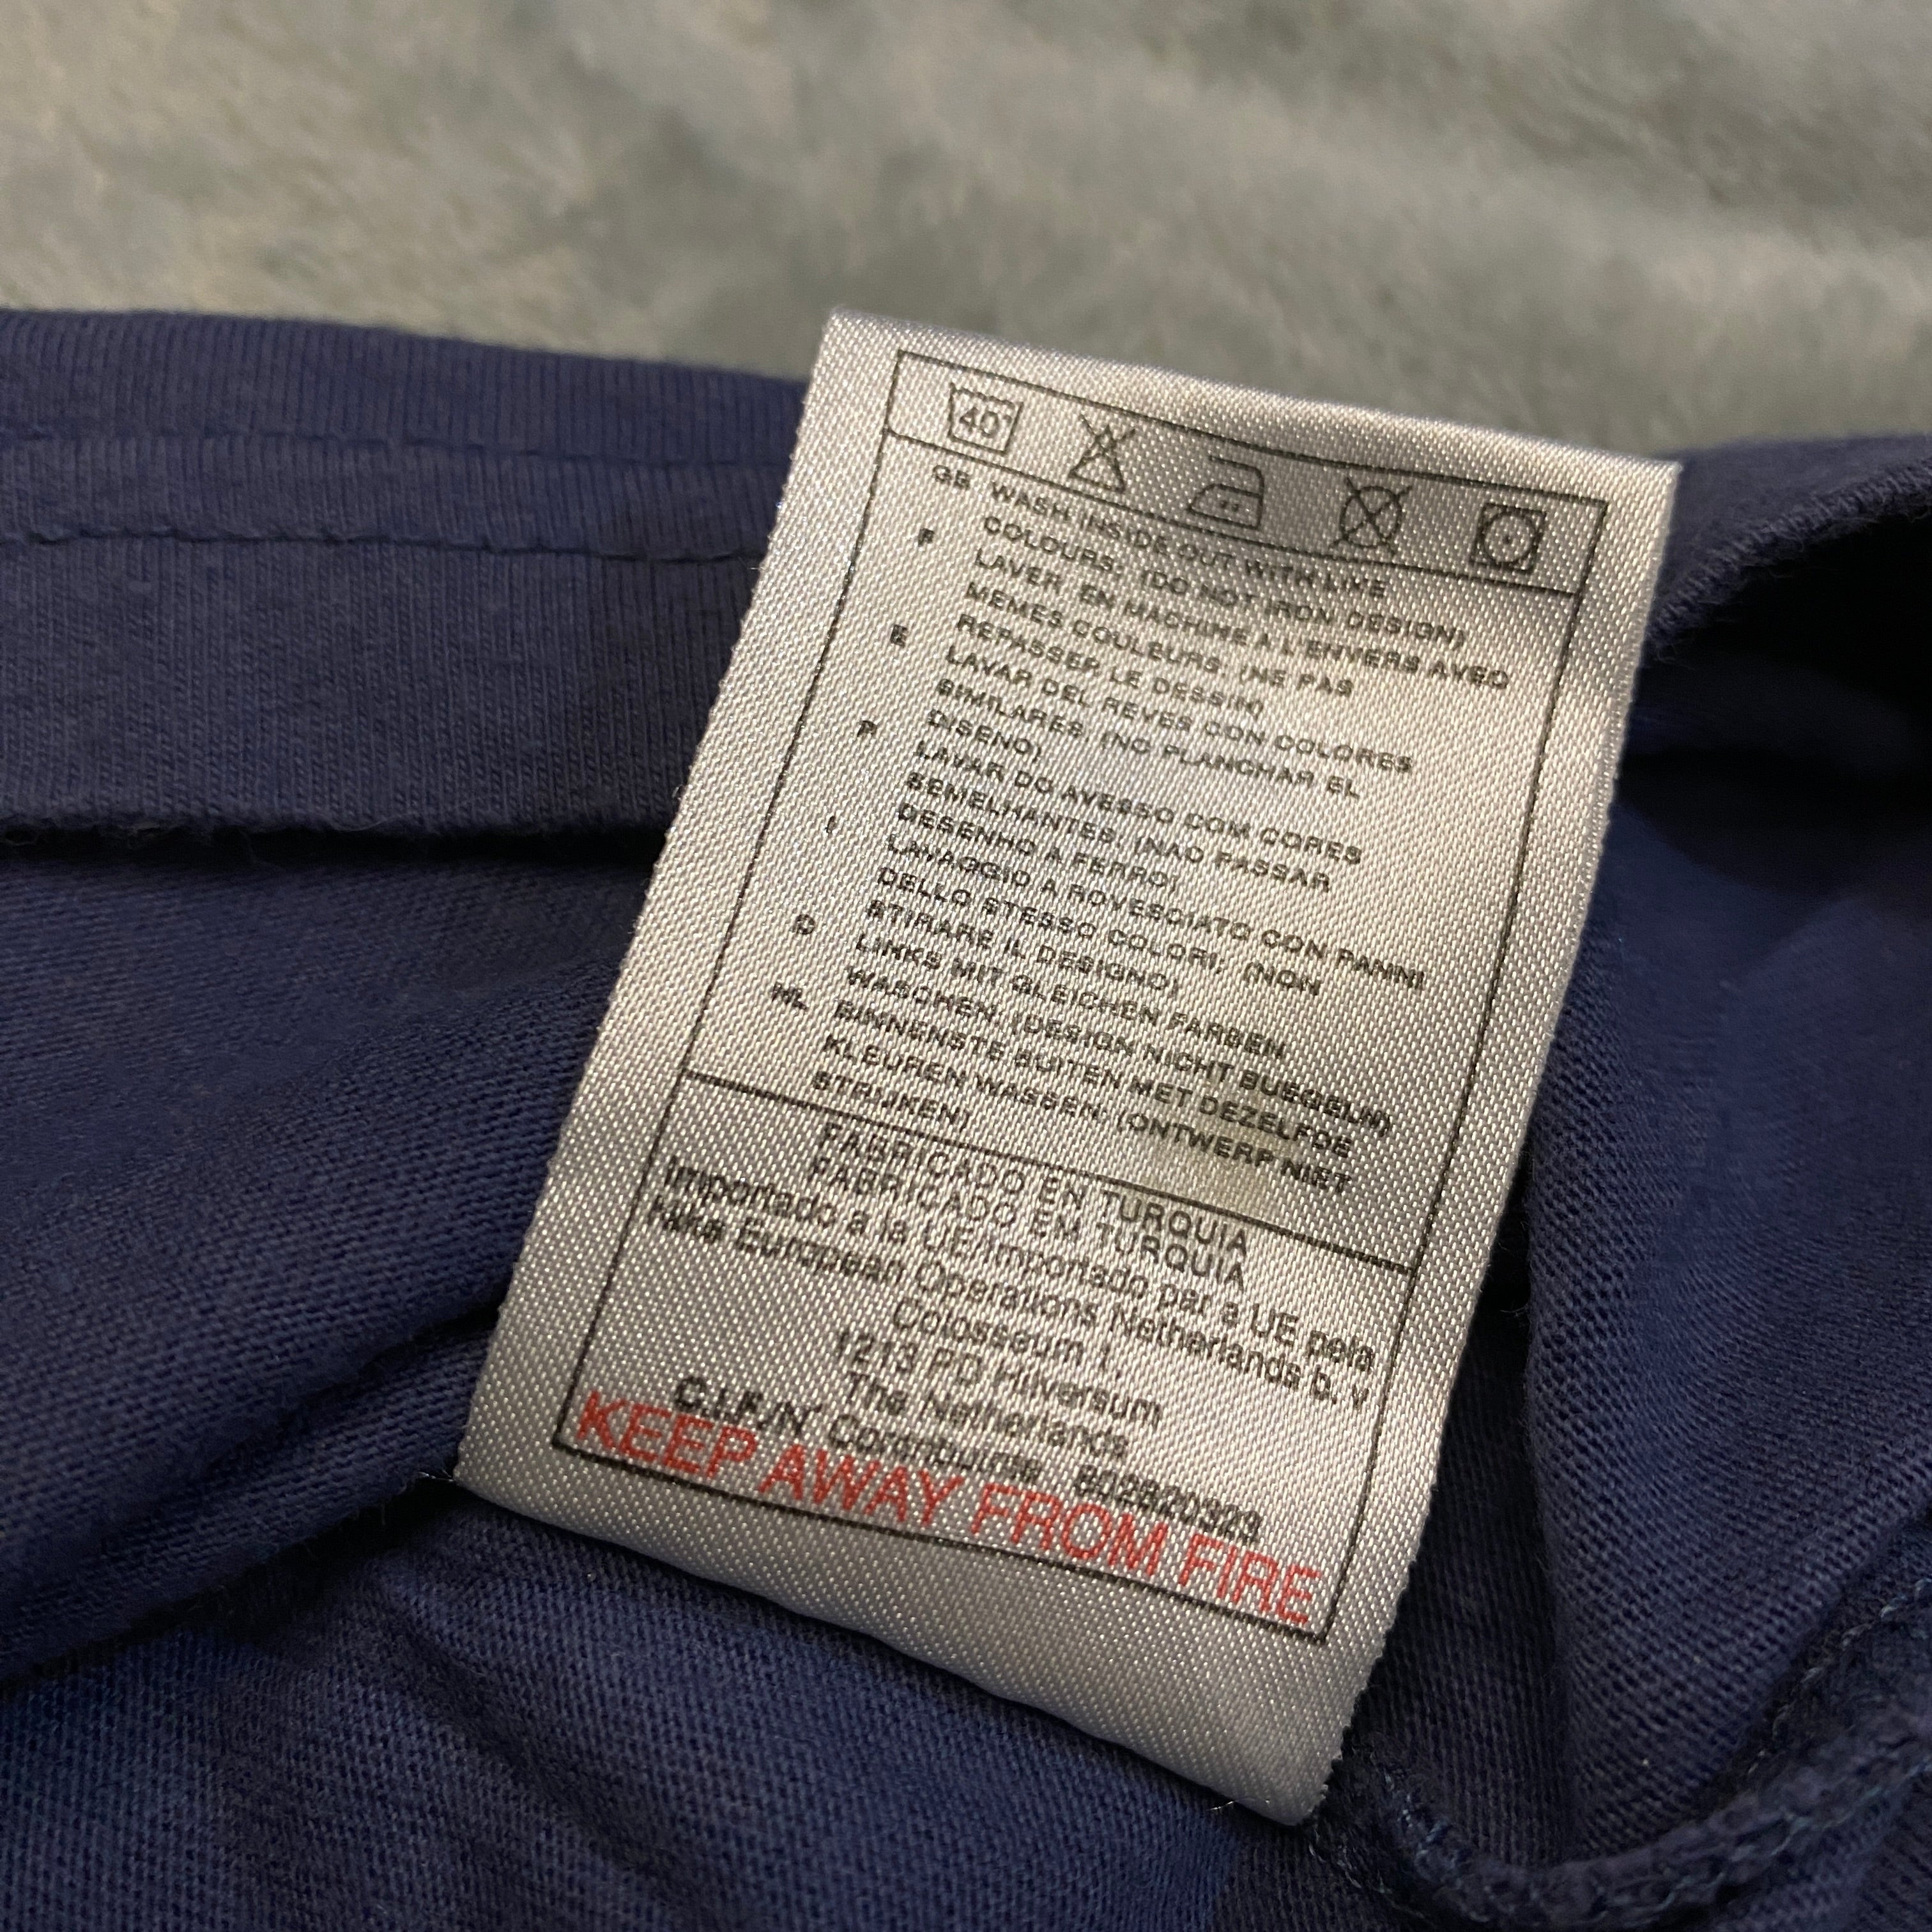 40°
GB WASH INSIDE OUT WITH LIKE
COLOURS; (DO NOT IRON DESIGN)
F LAVER EN MACHINE A L'ENVERS AVEC
MEMES COULEURS. (NE PAS
REPASSER LE DESSIN)
E LAVAR DEL REVES CON COLORES
SIMILARES. (NO PLANCHAR EL
DISENO)
P LAVAR DO AVESSO COM CORES
SEMELHANTES. (NAO PASSAR
DESENHO A FERRO)
I LAVAGGIO A ROVESCIATO CON PANNI
DELLO STESSO COLORI; (NON
STIRARE IL DESIGNO)
D LINKS MIT GLEICHEN FARBEN
WASCHEN. (DESIGN NICHT BUEGELN)
NL BINNENSTE BUITEN MET DEZELFDE
KLEUREN WASSEN. (ONTWERP NIET
STRIJKEN)
FABRICADO EN TURQUIA
FABRICADO EM TURQUIA
Importado a la UE/Importado par a UE pela
Nike European Operations Netherlands b. v
Colosseum 1,
1213 PD Hilversum
The Netherlands
C.I.F./N° Contribuinte 802920323
KEEP AWAY FROM FIRE